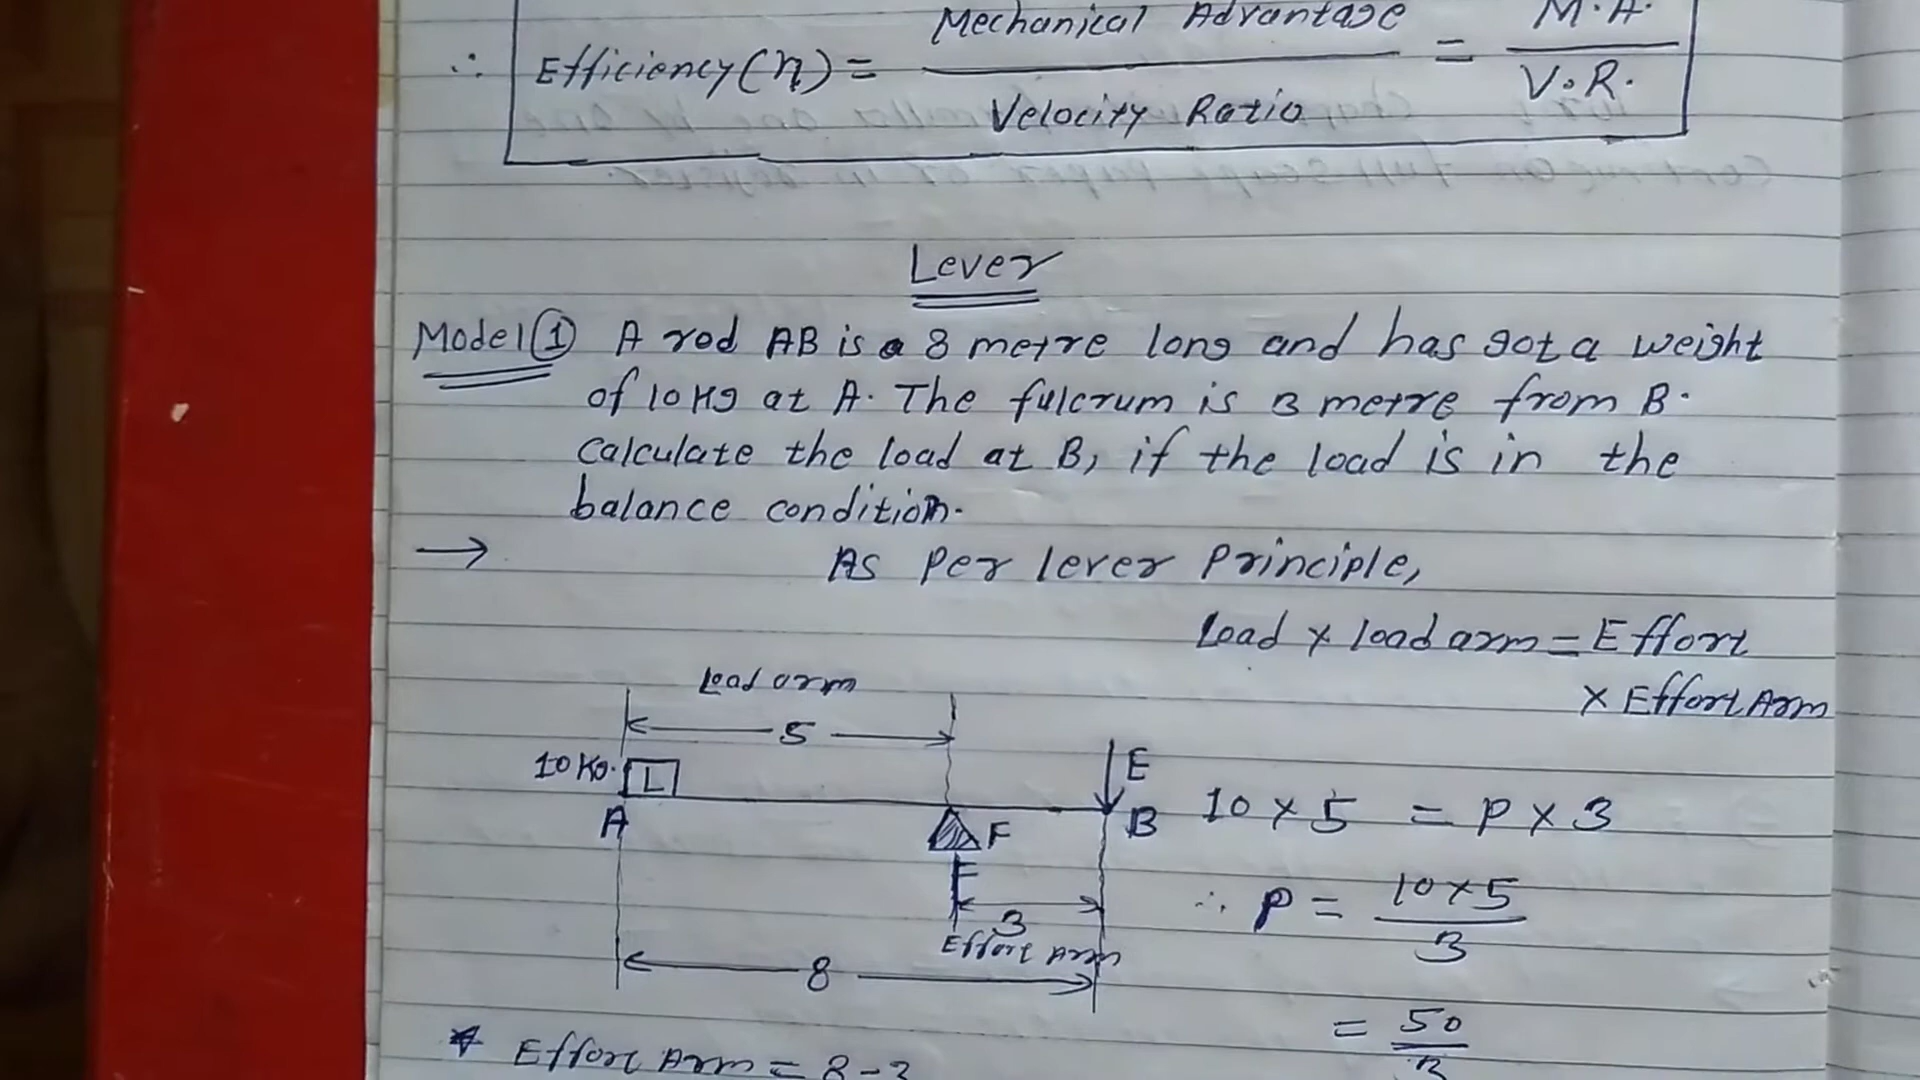 Mechanical Advantage M.A.
∴ Efficiency(η) = =
Velocity Ratio V.R.
Lever
Model ① A rod AB is a 8 metre long and has got a weight
of 10 Kg at A. The fulcrum is 3 metre from B.
Calculate the load at B, if the load is in the
balance condition.
→ As per lever principle,
Load × load arm = Effort
× Effort Arm
Load arm
5
10 Kg. L E
A F B
3
Effort Arm
8
10 × 5 = P × 3
∴ P = 10×5
3
= 50
3
* Effort Arm = 8-3